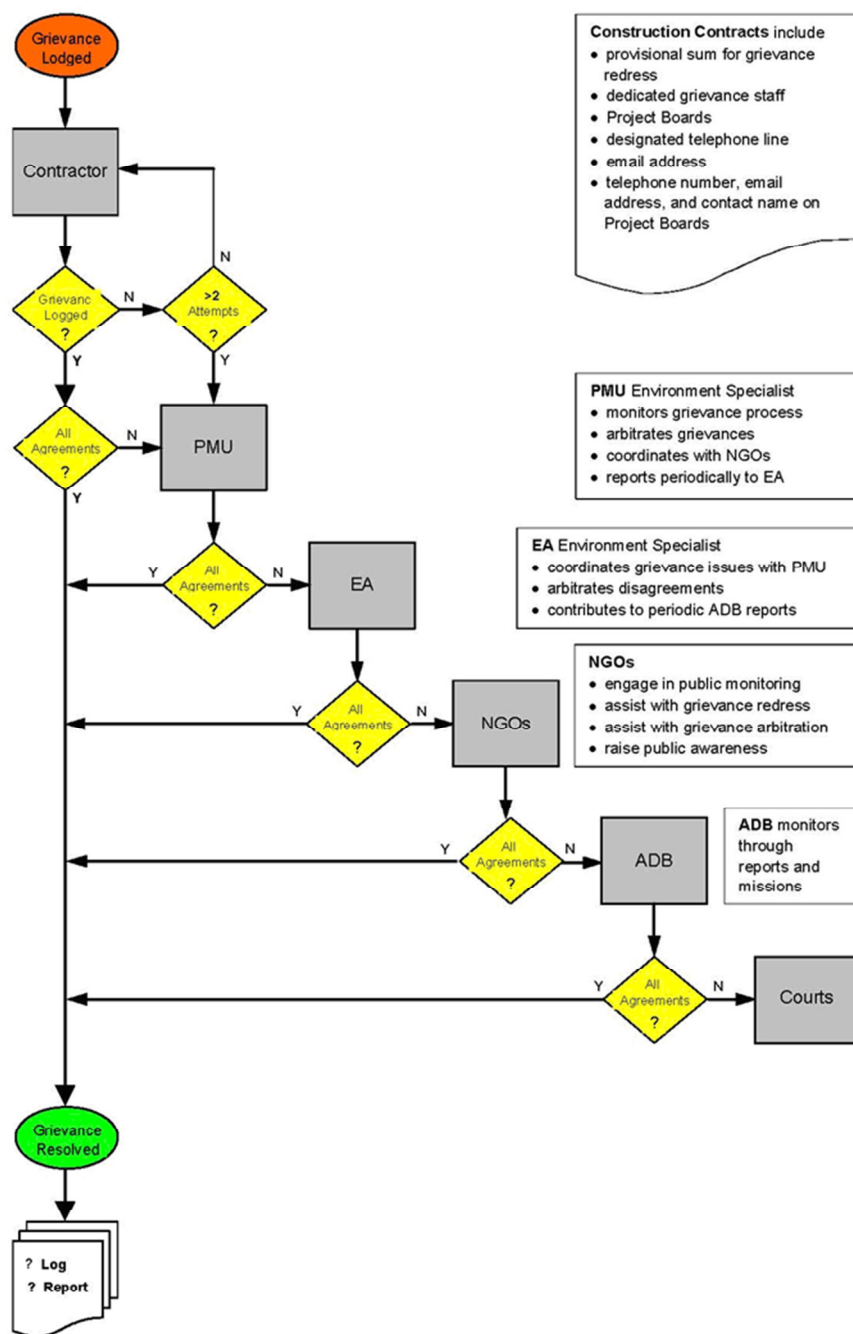 Grievance
Lodged
Construction Contracts include
• provisional sum for grievance
redress
• dedicated grievance staff
• Project Boards
• designated telephone line
• email address
• telephone number, email
address, and contact name on
Project Boards
Contractor
N
Grievanc
Logged
?
N
>2
Attempts
?
Y
Y
All
Agreements
?
N
PMU
Y
PMU Environment Specialist
• monitors grievance process
• arbitrates grievances
• coordinates with NGOs
• reports periodically to EA
Y
All
Agreements
?
N
EA
EA Environment Specialist
• coordinates grievance issues with PMU
• arbitrates disagreements
• contributes to periodic ADB reports
Y
All
Agreements
?
N
NGOs
NGOs
• engage in public monitoring
• assist with grievance redress
• assist with grievance arbitration
• raise public awareness
Y
All
Agreements
?
N
ADB
ADB monitors
through
reports and
missions
Y
All
Agreements
?
N
Courts
Grievance
Resolved
? Log
? Report